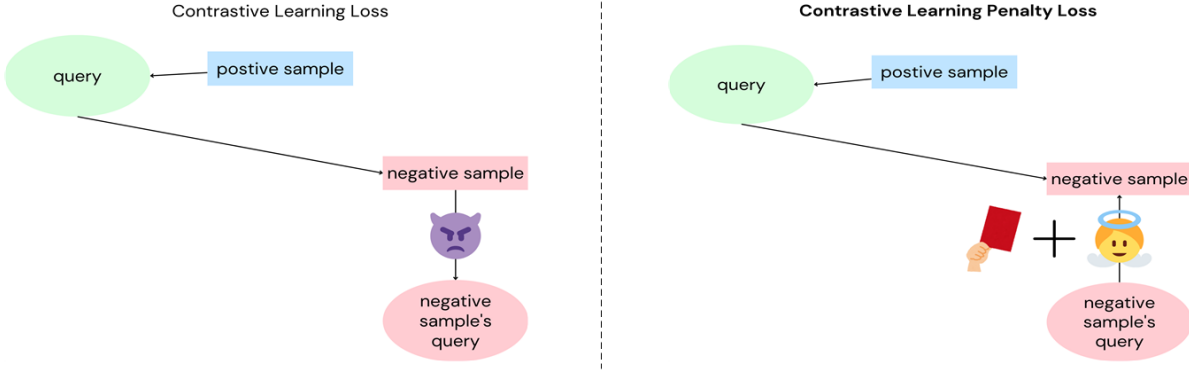 Contrastive Learning Loss
query
postive sample
negative sample
negative
sample's
query
Contrastive Learning Penalty Loss
query
postive sample
negative sample
negative
sample's
query